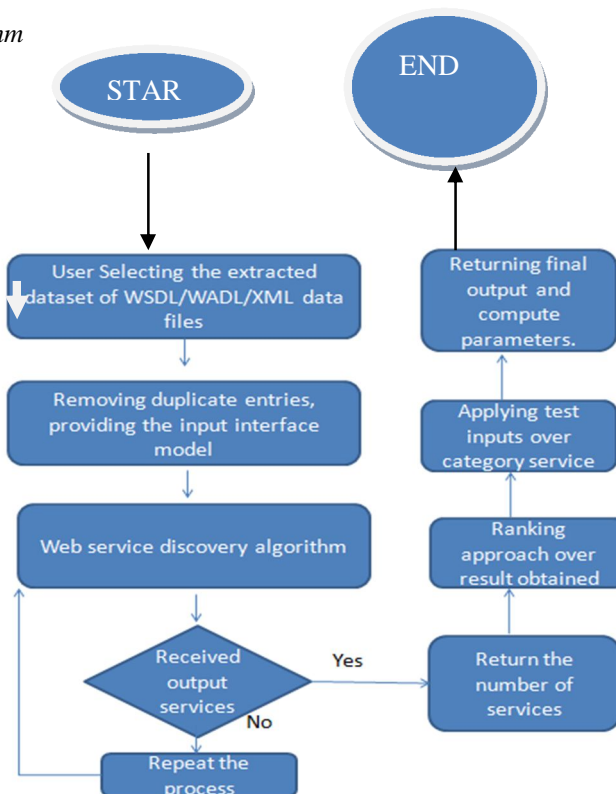 STAR
END
User Selecting the extracted
dataset of WSDL/WADL/XML data
files
Removing duplicate entries,
providing the input interface
model
Web service discovery algorithm
Received
output
services
Yes
No
Repeat the
process
Return the
number of
services
Ranking
approach over
result obtained
Applying test
inputs over
category service
Returning final
output and
compute
parameters.